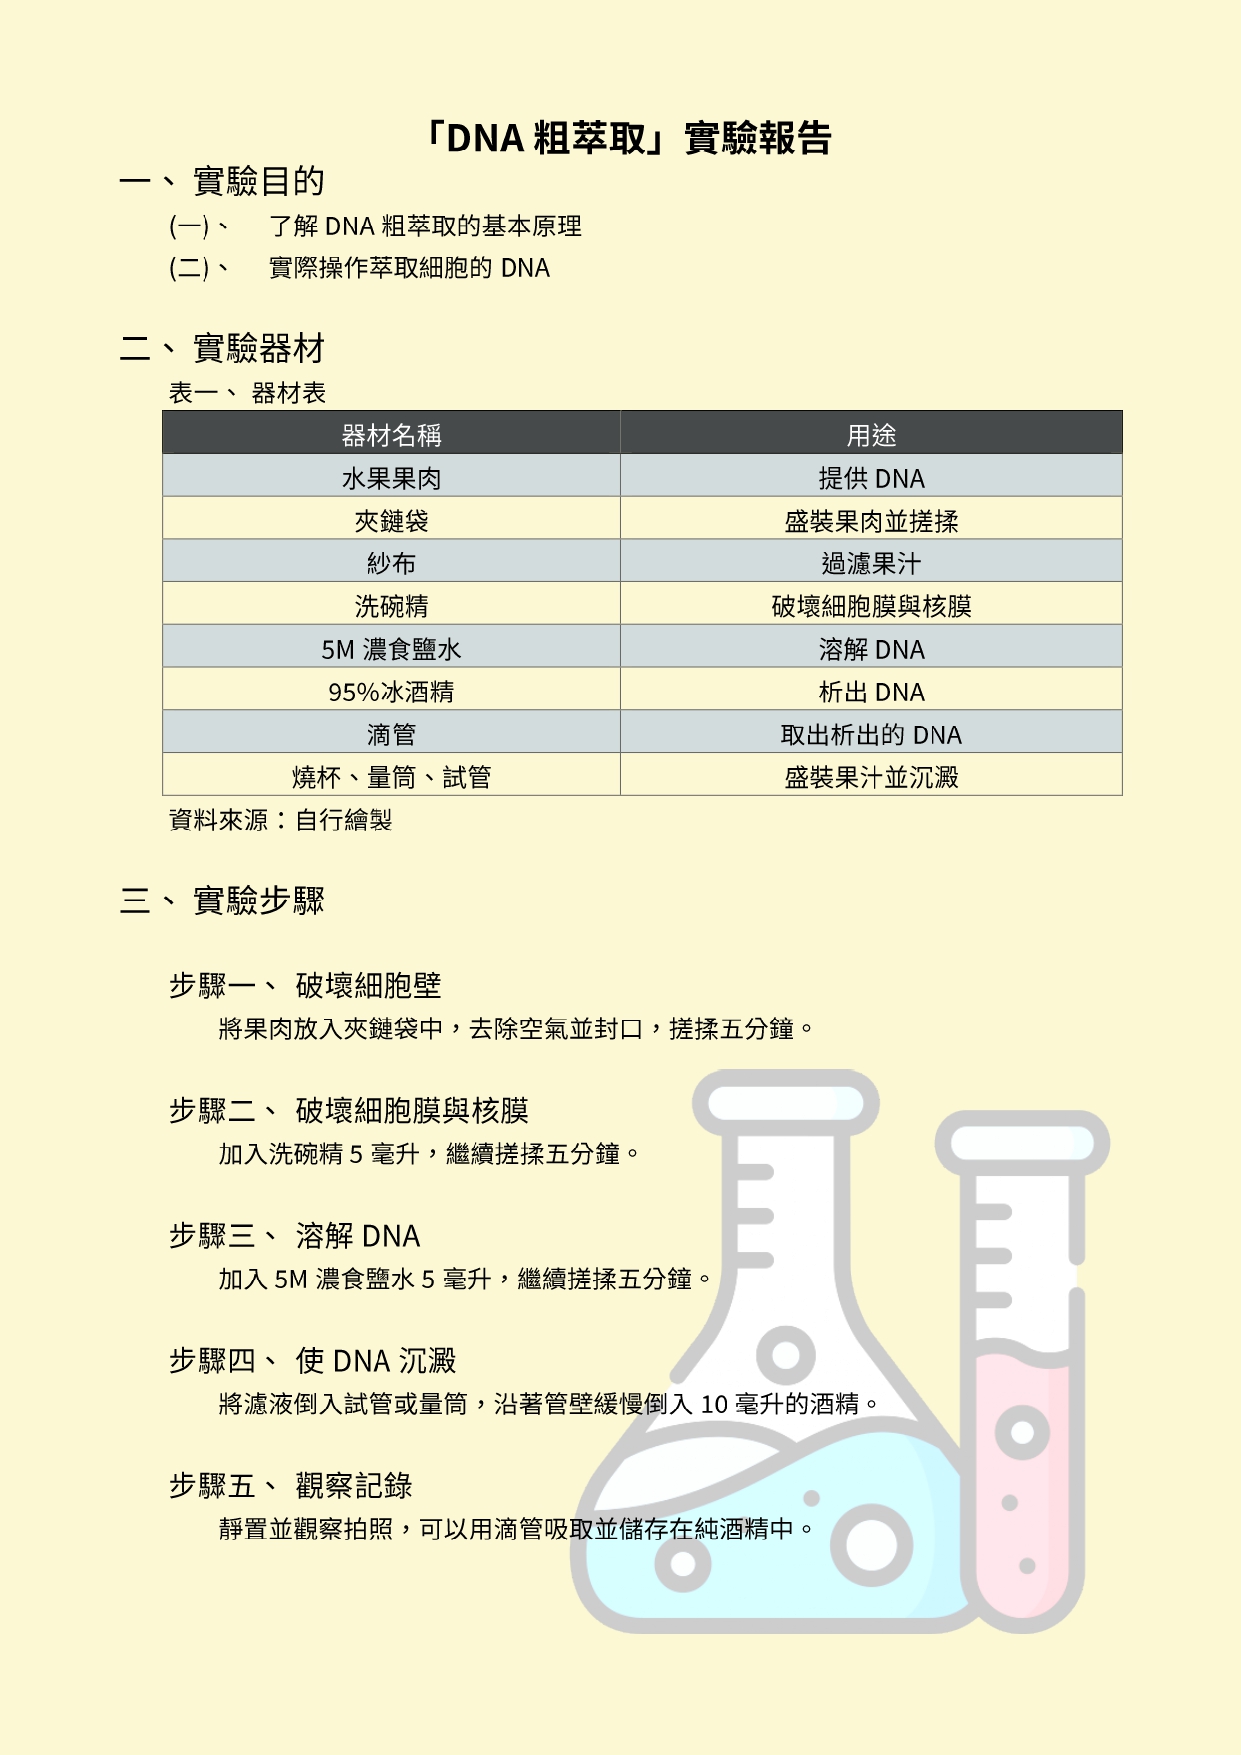 「DNA 粗萃取」實驗報告
一、 實驗目的
(一)、 了解 DNA 粗萃取的基本原理
(二)、 實際操作萃取細胞的 DNA
二、 實驗器材
表一、 器材表
器材名稱 用途
水果果肉 提供 DNA
夾鏈袋 盛裝果肉並搓揉
紗布 過濾果汁
洗碗精 破壞細胞膜與核膜
5M 濃食鹽水 溶解 DNA
95%冰酒精 析出 DNA
滴管 取出析出的 DNA
燒杯、量筒、試管 盛裝果汁並沉澱
資料來源：自行繪製
三、 實驗步驟
步驟一、 破壞細胞壁
將果肉放入夾鏈袋中，去除空氣並封口，搓揉五分鐘。
步驟二、 破壞細胞膜與核膜
加入洗碗精 5 毫升，繼續搓揉五分鐘。
步驟三、 溶解 DNA
加入 5M 濃食鹽水 5 毫升，繼續搓揉五分鐘。
步驟四、 使 DNA 沉澱
將濾液倒入試管或量筒，沿著管壁緩慢倒入 10 毫升的酒精。
步驟五、 觀察記錄
靜置並觀察拍照，可以用滴管吸取並儲存在純酒精中。